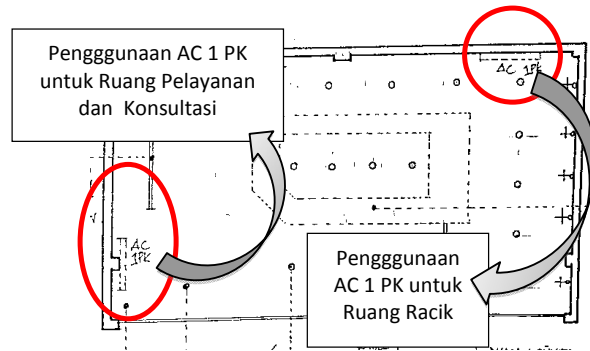 Pengggunaan AC 1 PK
untuk Ruang Pelayanan
dan Konsultasi
AC 1PK
AC
1PK
Pengggunaan
AC 1 PK untuk
Ruang Racik